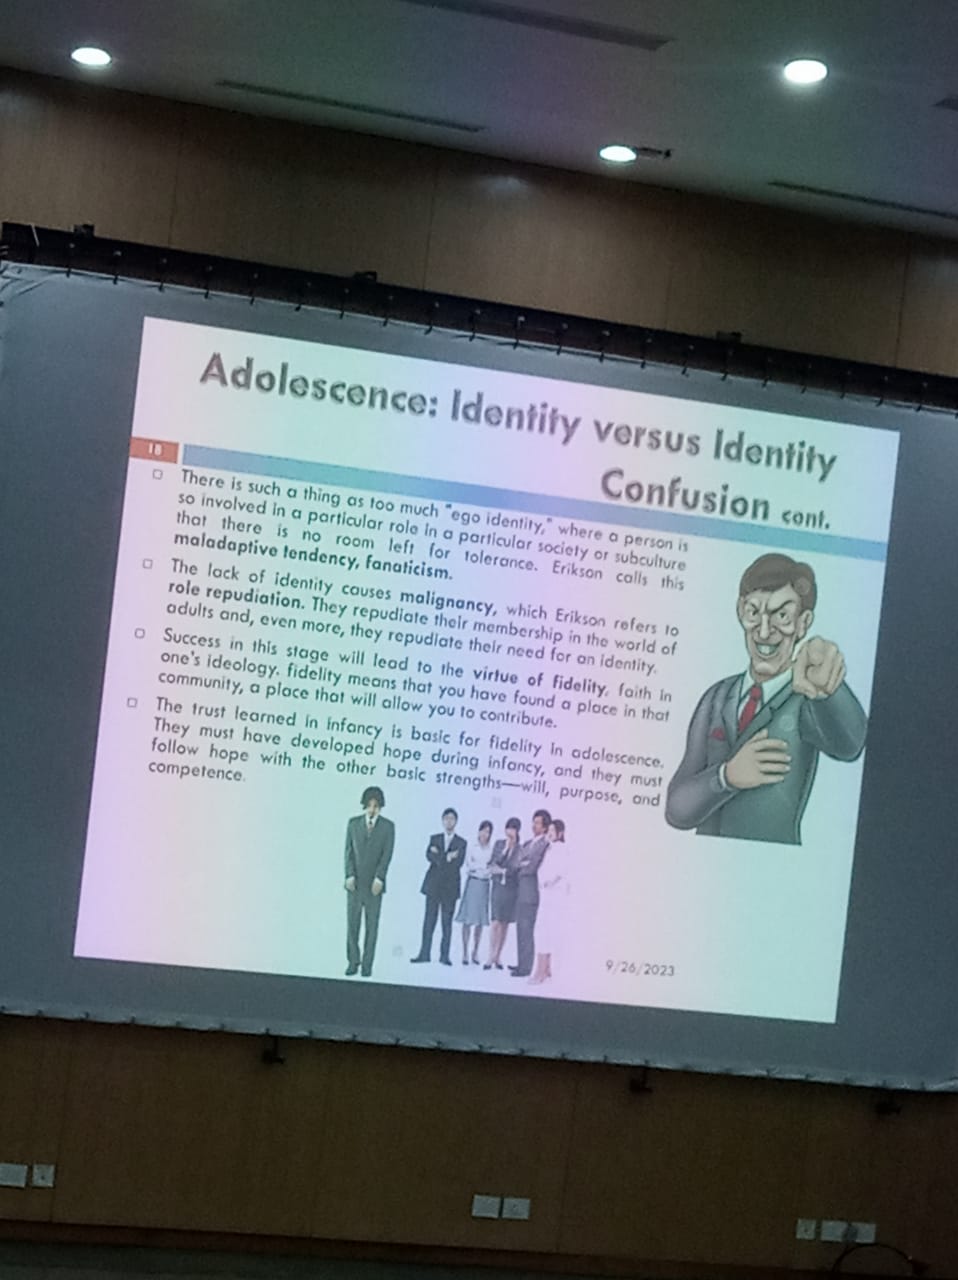 Adolescence: Identity versus Identity
Confusion cont.
18
There is such a thing as too much "ego identity," where a person is
so involved in a particular role in a particular society or subculture
that there is no room left for tolerance. Erikson calls this
maladaptive tendency, fanaticism.
The lack of identity causes malignancy, which Erikson refers to
role repudiation. They repudiate their membership in the world of
adults and, even more, they repudiate their need for an identity.
Success in this stage will lead to the virtue of fidelity, faith in
one's ideology. fidelity means that you have found a place in that
community, a place that will allow you to contribute.
The trust learned in infancy is basic for fidelity in adolescence.
They must have developed hope during infancy, and they must
follow hope with the other basic strengths—will, purpose, and
competence.
9/26/2023